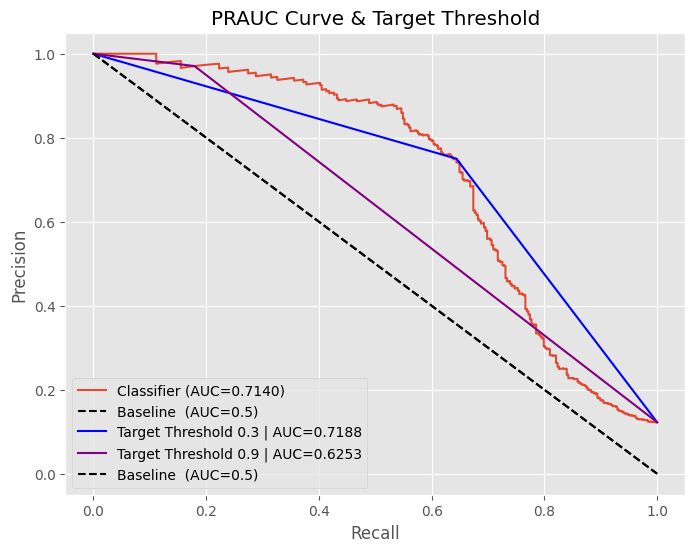 PRAUC Curve & Target Threshold
1.0
0.8
0.6
0.4
0.2
0.0
Precision
Classifier (AUC=0.7140)
Baseline  (AUC=0.5)
Target Threshold 0.3 | AUC=0.7188
Target Threshold 0.9 | AUC=0.6253
Baseline  (AUC=0.5)
0.0 0.2 0.4 0.6 0.8 1.0
Recall